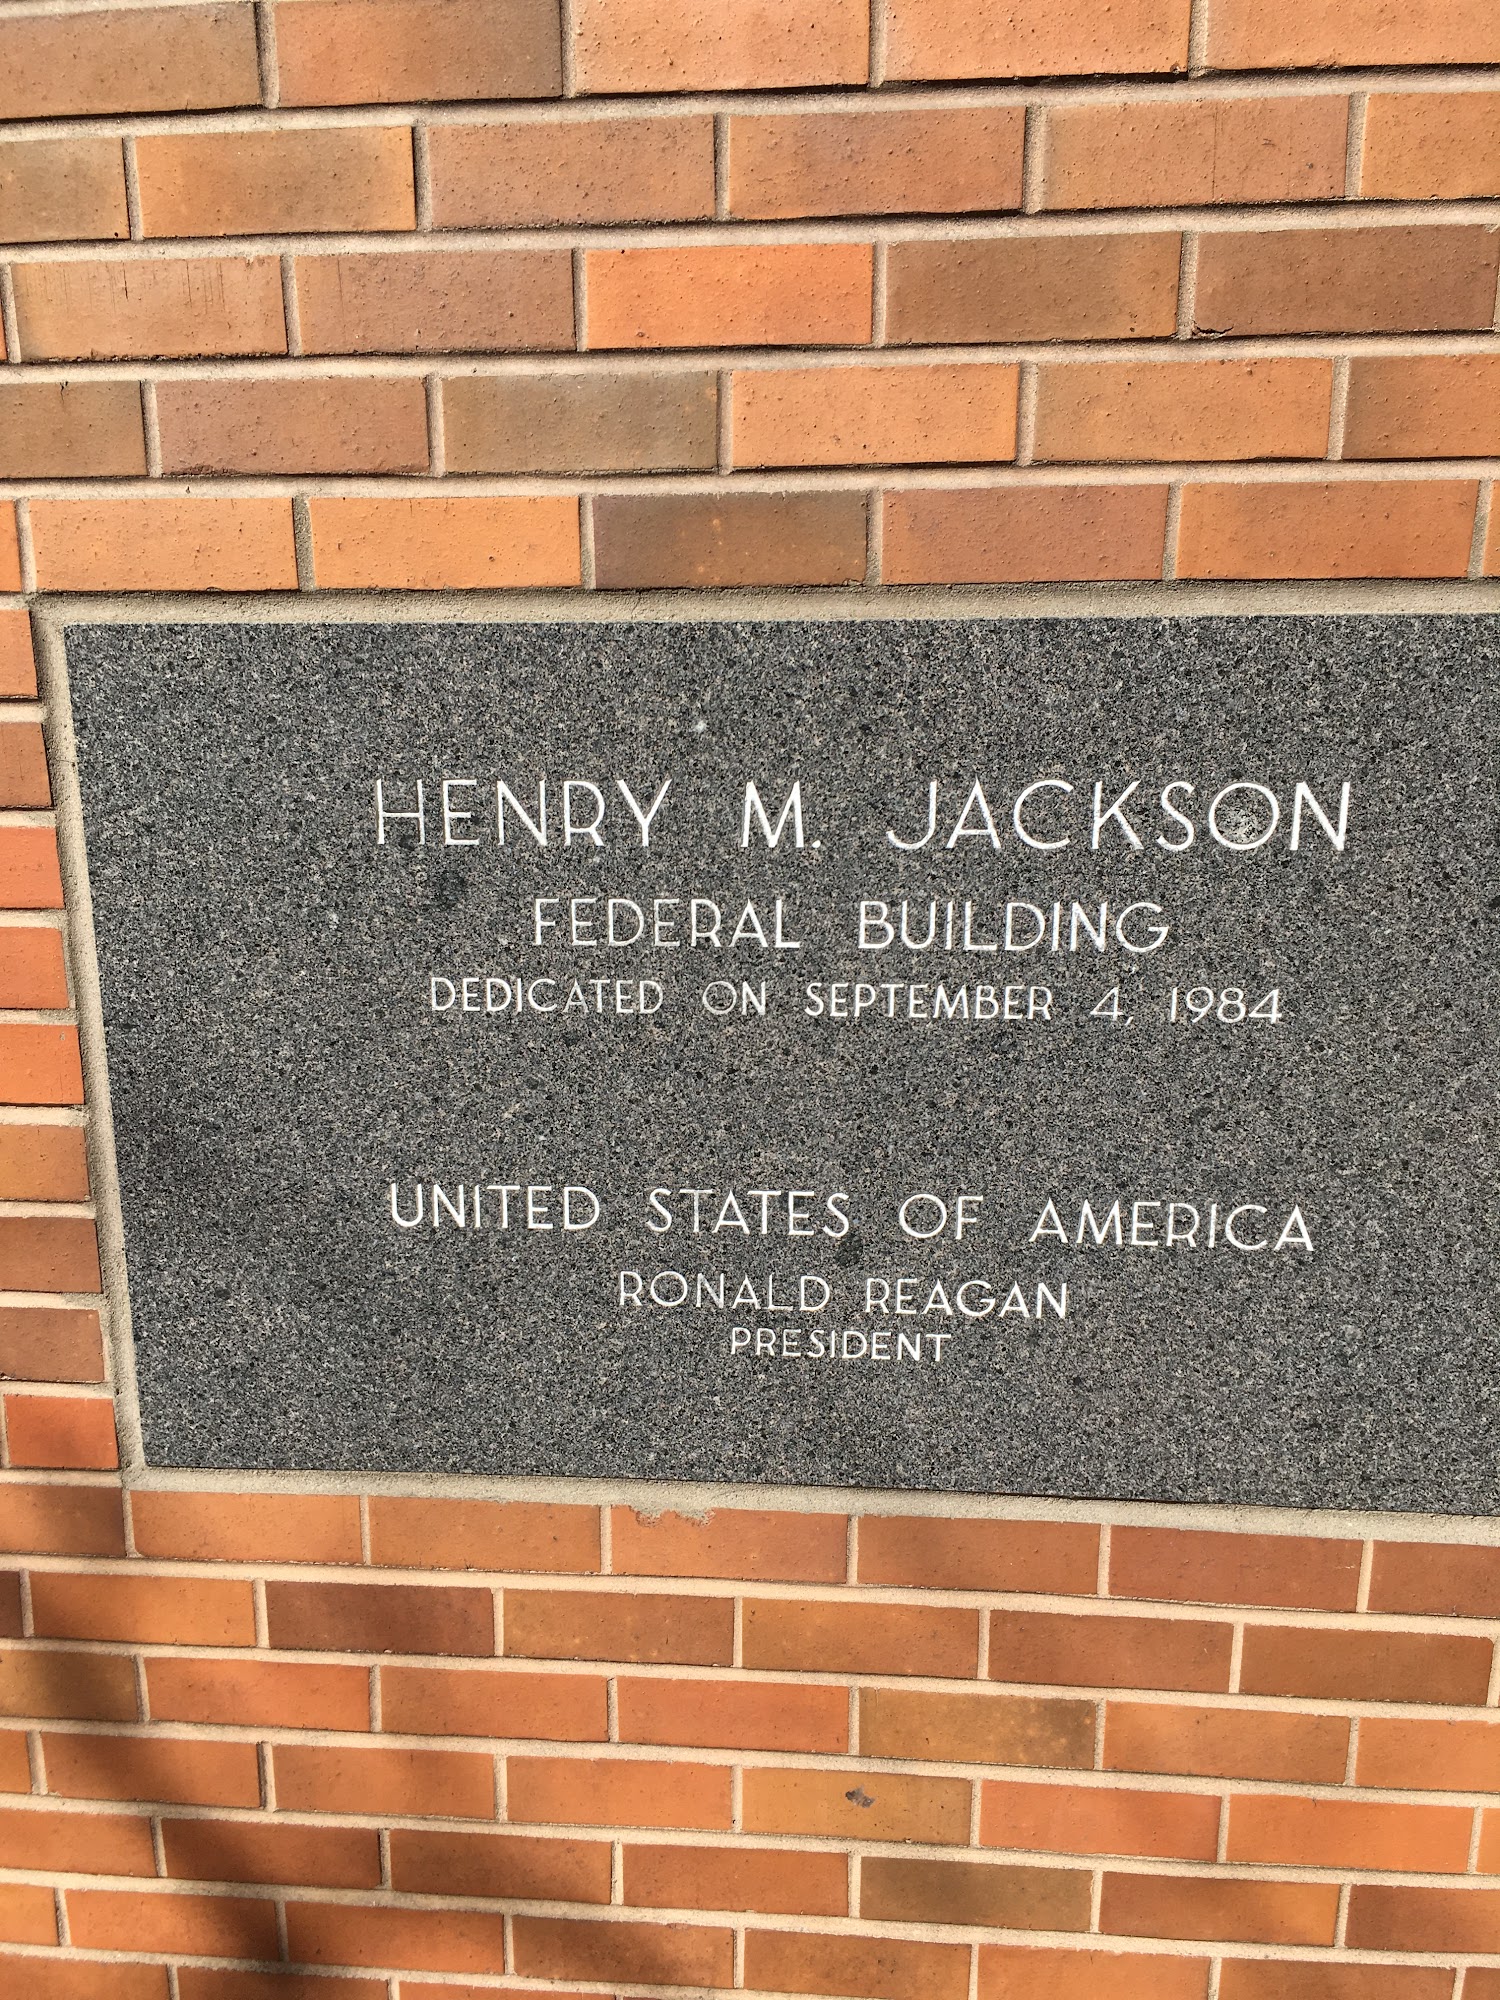 HENRY M. JACKSON
FEDERAL BUILDING
DEDICATED ON SEPTEMBER 4, 1984
UNITED STATES OF AMERICA
RONALD REAGAN
PRESIDENT